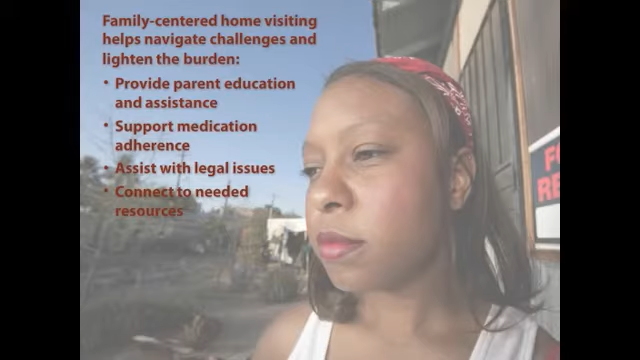 Family-centered home visiting
helps navigate challenges and
lighten the burden:
• Provide parent education
and assistance
• Support medication
adherence
• Assist with legal issues
• Connect to needed
resources